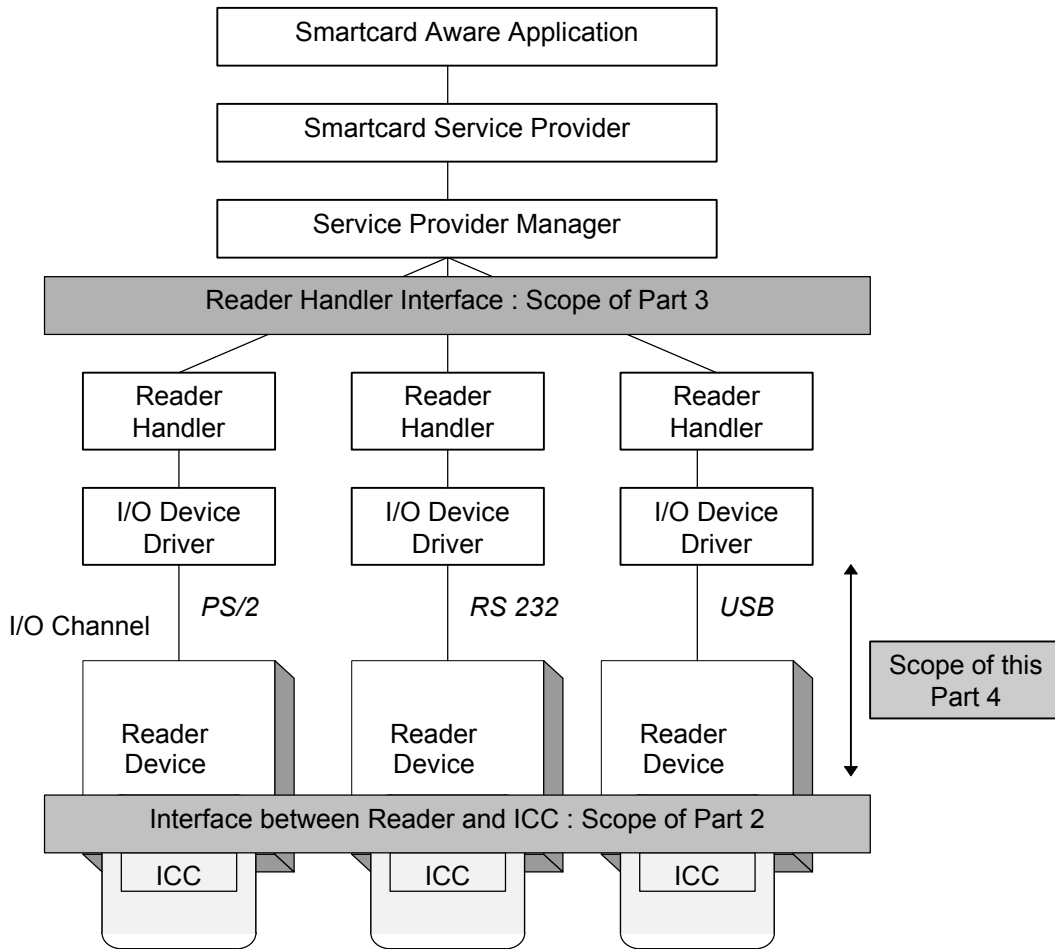 Smartcard Aware Application
Smartcard Service Provider
Service Provider Manager
Reader Handler Interface : Scope of Part 3
Reader
Handler
Reader
Handler
Reader
Handler
I/O Device
Driver
I/O Device
Driver
I/O Device
Driver
I/O Channel
PS/2
RS 232
USB
Scope of this
Part 4
Reader
Device
Reader
Device
Reader
Device
Interface between Reader and ICC : Scope of Part 2
ICC
ICC
ICC